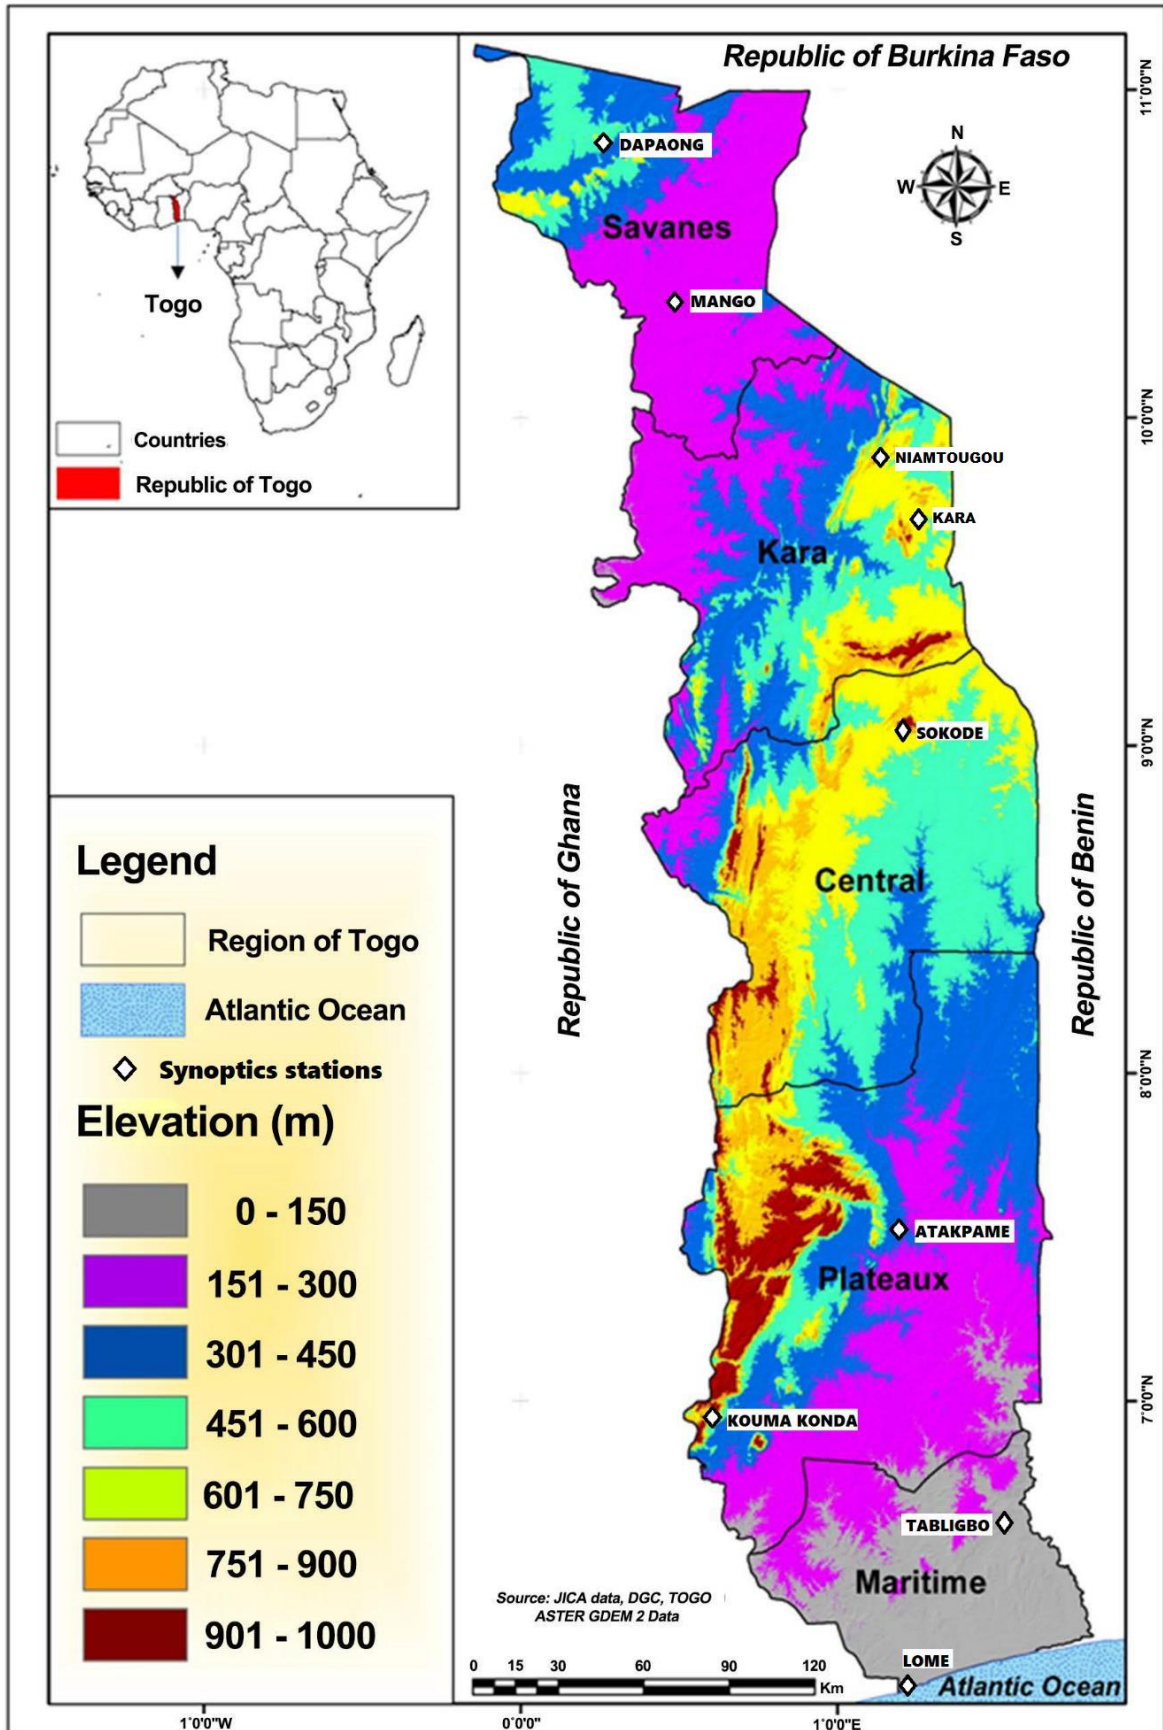 Republic of Burkina Faso
Togo
Countries
Republic of Togo
N
W
E
S
DAPAONG
Savanes
MANGO
NIAMTOUGOU
KARA
Kara
SOKODE
Central
Republic of Ghana
Republic of Benin
ATAKPAME
Plateaux
KOUMA KONDA
TABLIGBO
Maritime
LOME
Atlantic Ocean
Legend
Region of Togo
Atlantic Ocean
Synoptics stations
Elevation (m)
0 - 150
151 - 300
301 - 450
451 - 600
601 - 750
751 - 900
901 - 1000
Source: JICA data, DGC, TOGO
ASTER GDEM 2 Data
0 15 30 60 90 120
Km
11°0'0"N
10°0'0"N
9°0'0"N
8°0'0"N
7°0'0"N
1°0'0"W
0°0'0"
1°0'0"E